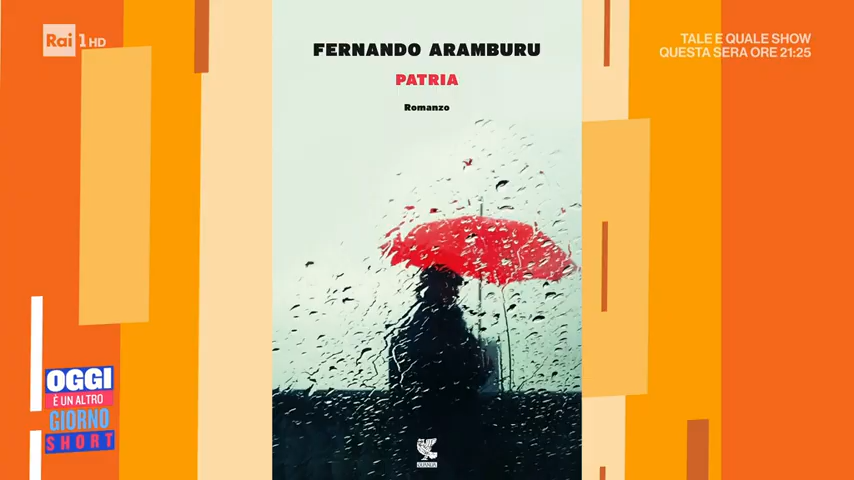 Rai 1 HD
TALE E QUALE SHOW
QUESTA SERA ORE 21:25
FERNANDO ARAMBURU
PATRIA
Romanzo
OGGI
È UN ALTRO
GIORNO
SHORT
GUANDA